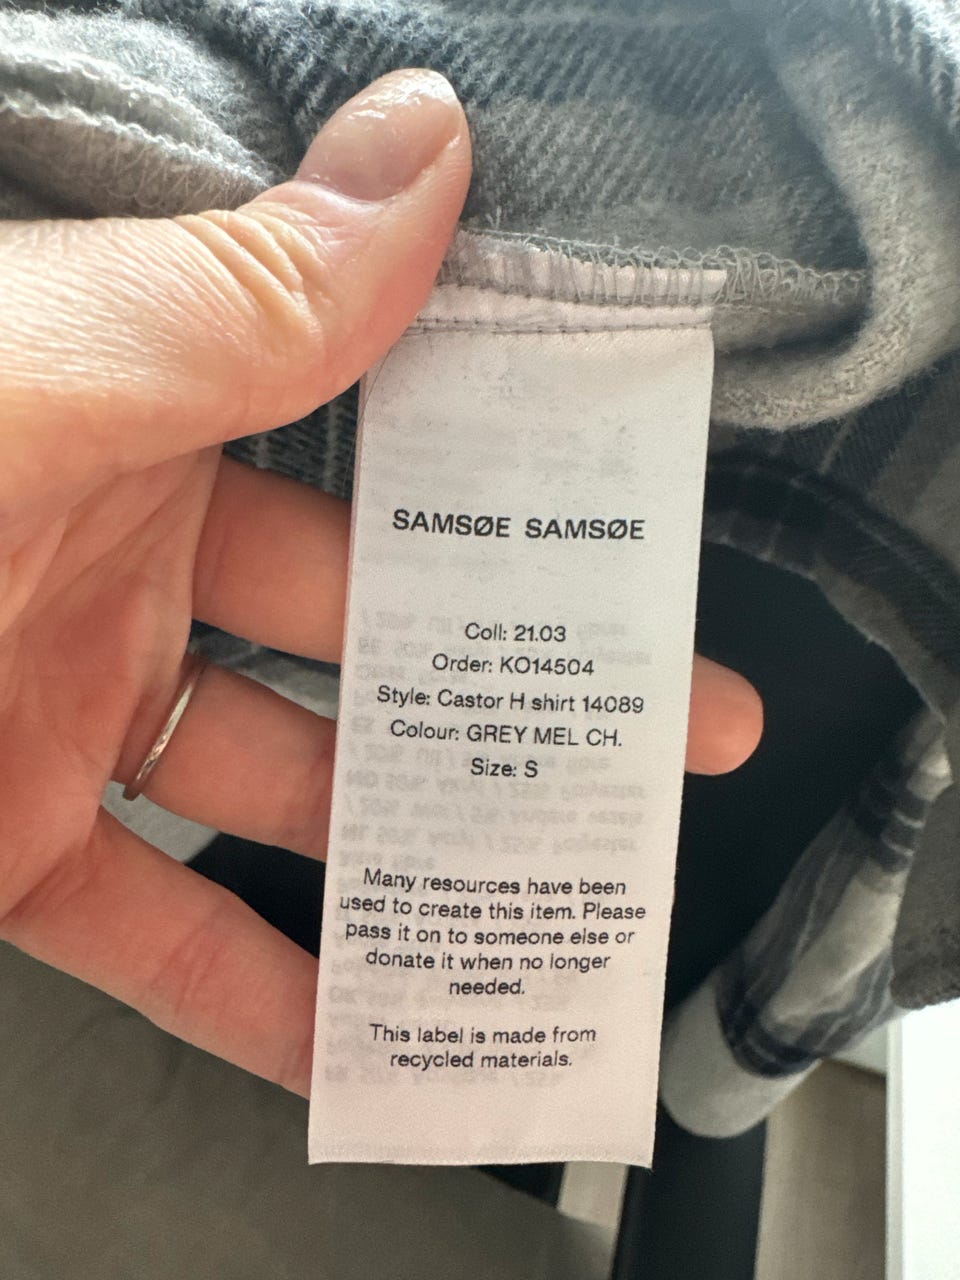 SAMSØE SAMSØE
Coll: 21.03
Order: KO14504
Style: Castor H shirt 14089
Colour: GREY MEL CH.
Size: S
Many resources have been
used to create this item. Please
pass it on to someone else or
donate it when no longer
needed.
This label is made from
recycled materials.